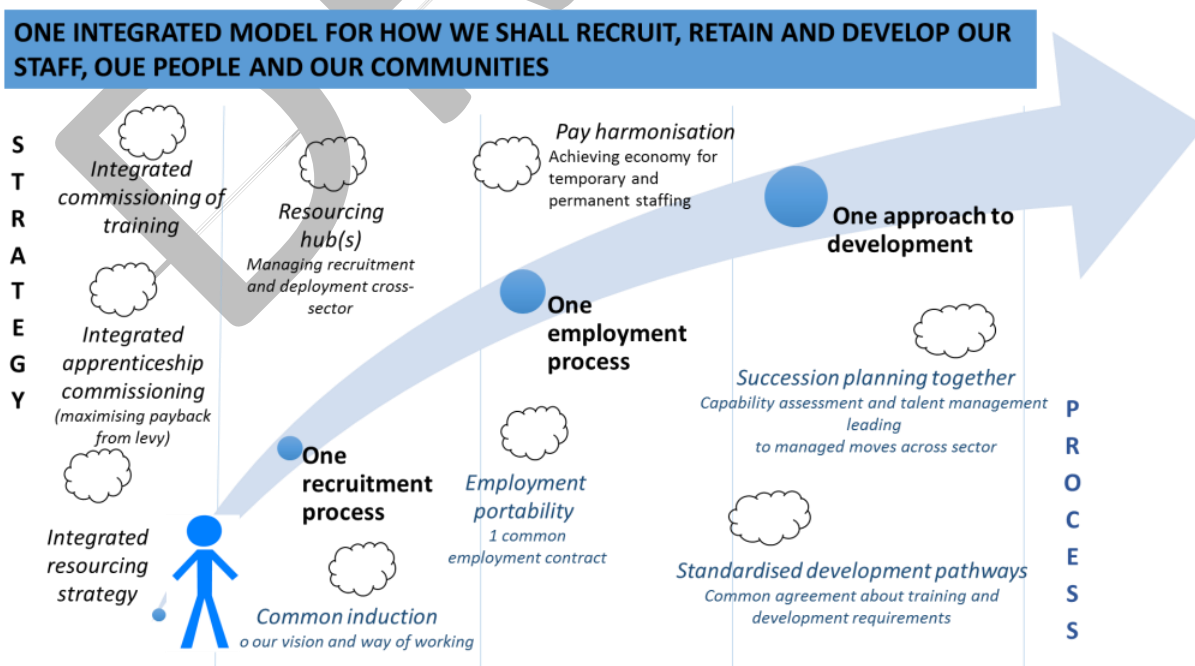 ONE INTEGRATED MODEL FOR HOW WE SHALL RECRUIT, RETAIN AND DEVELOP OUR
STAFF, OUE PEOPLE AND OUR COMMUNITIES
S
T
R
A
T
E
G
Y
Integrated
commissioning of
training
Integrated
apprenticeship
commissioning
(maximising payback
from levy)
Integrated
resourcing
strategy
Resourcing
hub(s)
Managing recruitment
and deployment cross-
sector
One
recruitment
process
Common induction
o our vision and way of working
Pay harmonisation
Achieving economy for
temporary and
permanent staffing
One
employment
process
Employment
portability
1 common
employment contract
One approach to
development
Succession planning together
Capability assessment and talent management
leading
to managed moves across sector
Standardised development pathways
Common agreement about training and
development requirements
P
R
O
C
E
S
S